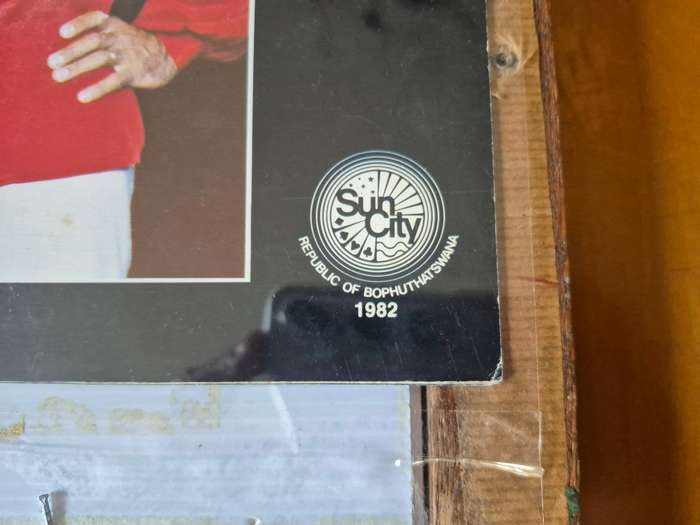 Sun
City
REPUBLIC OF BOPHUTHATSWANA
1982